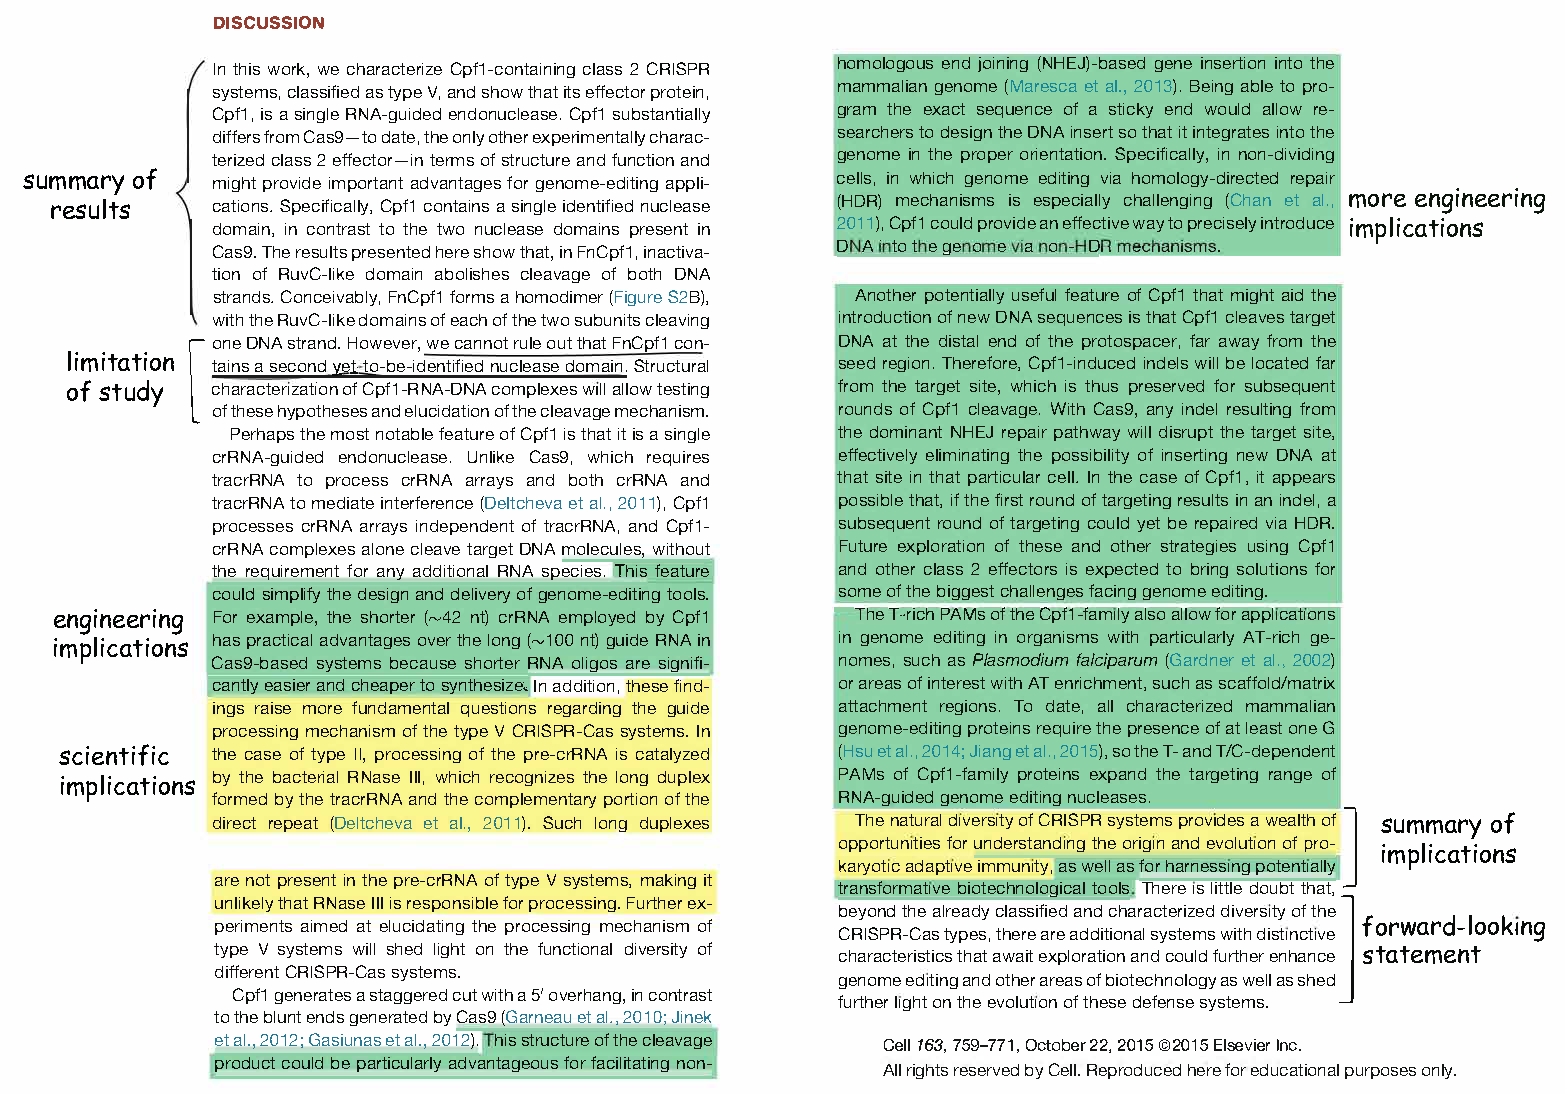 DISCUSSION
In this work, we characterize Cpf1-containing class 2 CRISPR
systems, classified as type V, and show that its effector protein,
Cpf1, is a single RNA-guided endonuclease. Cpf1 substantially
differs from Cas9—to date, the only other experimentally charac-
terized class 2 effector—in terms of structure and function and
might provide important advantages for genome-editing appli-
cations. Specifically, Cpf1 contains a single identified nuclease
domain, in contrast to the two nuclease domains present in
Cas9. The results presented here show that, in FnCpf1, inactiva-
tion of RuvC-like domain abolishes cleavage of both DNA
strands. Conceivably, FnCpf1 forms a homodimer (Figure S2B),
with the RuvC-like domains of each of the two subunits cleaving
one DNA strand. However, we cannot rule out that FnCpf1 con-
tains a second yet-to-be-identified nuclease domain. Structural
characterization of Cpf1-RNA-DNA complexes will allow testing
of these hypotheses and elucidation of the cleavage mechanism.
Perhaps the most notable feature of Cpf1 is that it is a single
crRNA-guided endonuclease. Unlike Cas9, which requires
tracrRNA to process crRNA arrays and both crRNA and
tracrRNA to mediate interference (Deltcheva et al., 2011), Cpf1
processes crRNA arrays independent of tracrRNA, and Cpf1-
crRNA complexes alone cleave target DNA molecules, without
the requirement for any additional RNA species. This feature
could simplify the design and delivery of genome-editing tools.
For example, the shorter (~42 nt) crRNA employed by Cpf1
has practical advantages over the long (~100 nt) guide RNA in
Cas9-based systems because shorter RNA oligos are signifi-
cantly easier and cheaper to synthesize. In addition, these find-
ings raise more fundamental questions regarding the guide
processing mechanism of the type V CRISPR-Cas systems. In
the case of type II, processing of the pre-crRNA is catalyzed
by the bacterial RNase III, which recognizes the long duplex
formed by the tracrRNA and the complementary portion of the
direct repeat (Deltcheva et al., 2011). Such long duplexes
are not present in the pre-crRNA of type V systems, making it
unlikely that RNase III is responsible for processing. Further ex-
periments aimed at elucidating the processing mechanism of
type V systems will shed light on the functional diversity of
different CRISPR-Cas systems.
Cpf1 generates a staggered cut with a 5′ overhang, in contrast
to the blunt ends generated by Cas9 (Garneau et al., 2010; Jinek
et al., 2012; Gasiunas et al., 2012). This structure of the cleavage
product could be particularly advantageous for facilitating non-
summary of
results
limitation
of study
engineering
implications
scientific
implications
homologous end joining (NHEJ)-based gene insertion into the
mammalian genome (Maresca et al., 2013). Being able to pro-
gram the exact sequence of a sticky end would allow re-
searchers to design the DNA insert so that it integrates into the
genome in the proper orientation. Specifically, in non-dividing
cells, in which genome editing via homology-directed repair
(HDR) mechanisms is especially challenging (Chan et al.,
2011), Cpf1 could provide an effective way to precisely introduce
DNA into the genome via non-HDR mechanisms.
Another potentially useful feature of Cpf1 that might aid the
introduction of new DNA sequences is that Cpf1 cleaves target
DNA at the distal end of the protospacer, far away from the
seed region. Therefore, Cpf1-induced indels will be located far
from the target site, which is thus preserved for subsequent
rounds of Cpf1 cleavage. With Cas9, any indel resulting from
the dominant NHEJ repair pathway will disrupt the target site,
effectively eliminating the possibility of inserting new DNA at
that site in that particular cell. In the case of Cpf1, it appears
possible that, if the first round of targeting results in an indel, a
subsequent round of targeting could yet be repaired via HDR.
Future exploration of these and other strategies using Cpf1
and other class 2 effectors is expected to bring solutions for
some of the biggest challenges facing genome editing.
The T-rich PAMs of the Cpf1-family also allow for applications
in genome editing in organisms with particularly AT-rich ge-
nomes, such as Plasmodium falciparum (Gardner et al., 2002)
or areas of interest with AT enrichment, such as scaffold/matrix
attachment regions. To date, all characterized mammalian
genome-editing proteins require the presence of at least one G
(Hsu et al., 2014; Jiang et al., 2015), so the T- and T/C-dependent
PAMs of Cpf1-family proteins expand the targeting range of
RNA-guided genome editing nucleases.
The natural diversity of CRISPR systems provides a wealth of
opportunities for understanding the origin and evolution of pro-
karyotic adaptive immunity, as well as for harnessing potentially
transformative biotechnological tools. There is little doubt that,
beyond the already classified and characterized diversity of the
CRISPR-Cas types, there are additional systems with distinctive
characteristics that await exploration and could further enhance
genome editing and other areas of biotechnology as well as shed
further light on the evolution of these defense systems.
more engineering
implications
summary of
implications
forward-looking
statement
Cell 163, 759–771, October 22, 2015 ©2015 Elsevier Inc.
All rights reserved by Cell. Reproduced here for educational purposes only.